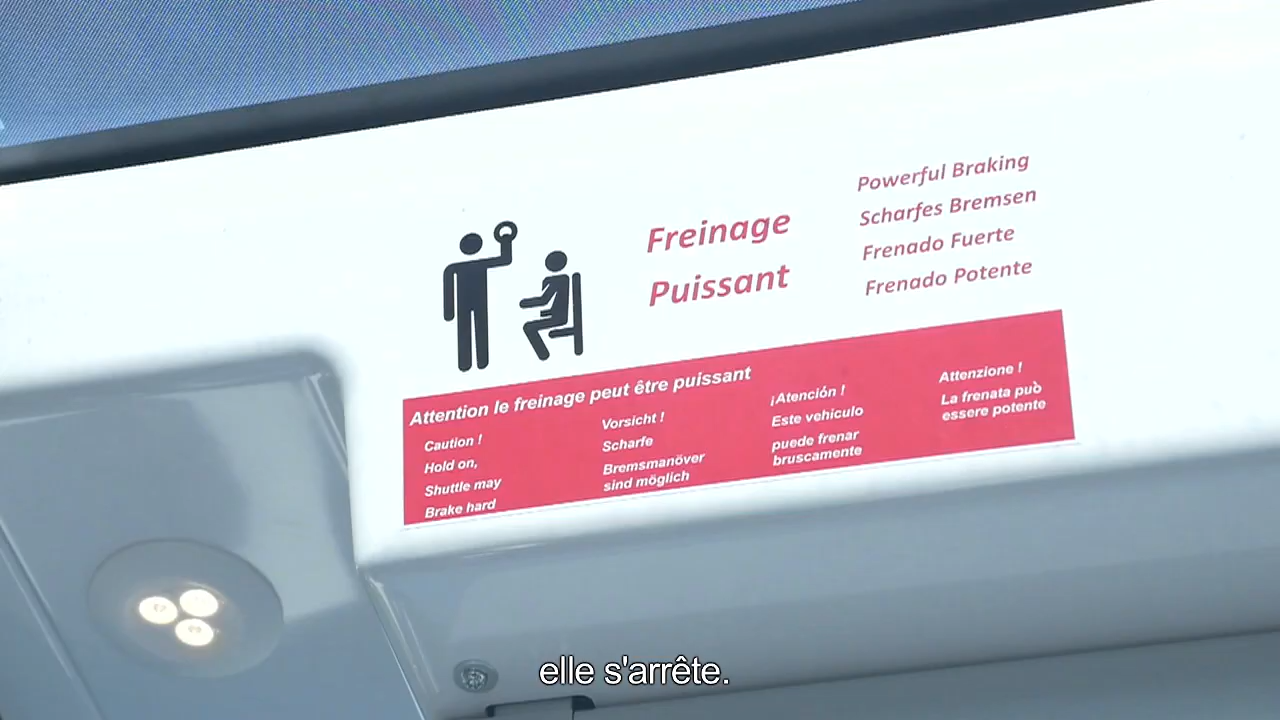 Freinage
Puissant
Powerful Braking
Scharfes Bremsen
Frenado Fuerte
Frenado Potente
Attention le freinage peut être puissant
Caution !
Hold on,
Shuttle may
Brake hard
Vorsicht !
Scharfe
Bremsmanöver
sind möglich
¡Atención !
Este vehiculo
puede frenar
bruscamente
Attenzione !
La frenata può
essere potente
elle s'arrête.